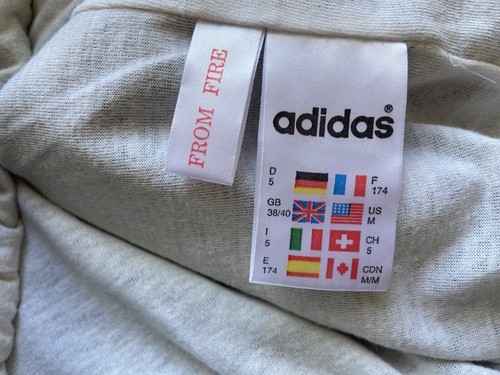 FROM FIRE
adidas®
D
5
F
174
GB
38/40
US
M
I
5
CH
5
E
174
CDN
M/M